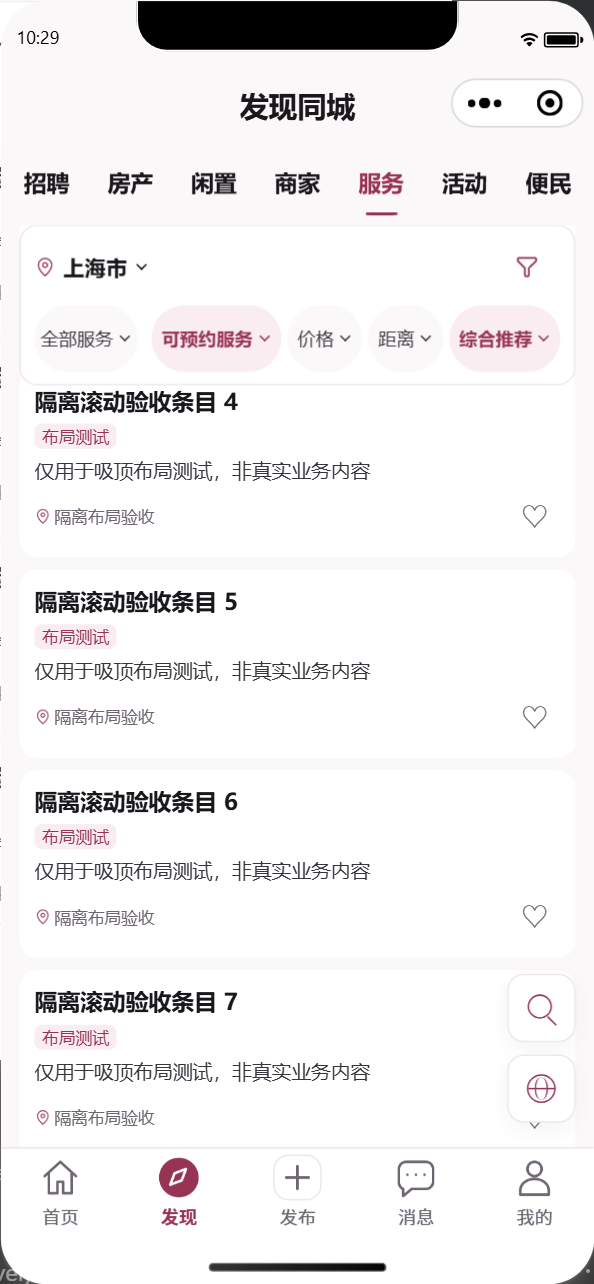 10:29
发现同城
招聘 房产 闲置 商家 服务 活动 便民
上海市
全部服务 可预约服务 价格 距离 综合推荐
隔离滚动验收条目 4
布局测试
仅用于吸顶布局测试，非真实业务内容
隔离布局验收
隔离滚动验收条目 5
布局测试
仅用于吸顶布局测试，非真实业务内容
隔离布局验收
隔离滚动验收条目 6
布局测试
仅用于吸顶布局测试，非真实业务内容
隔离布局验收
隔离滚动验收条目 7
布局测试
仅用于吸顶布局测试，非真实业务内容
隔离布局验收
首页 发现 发布 消息 我的